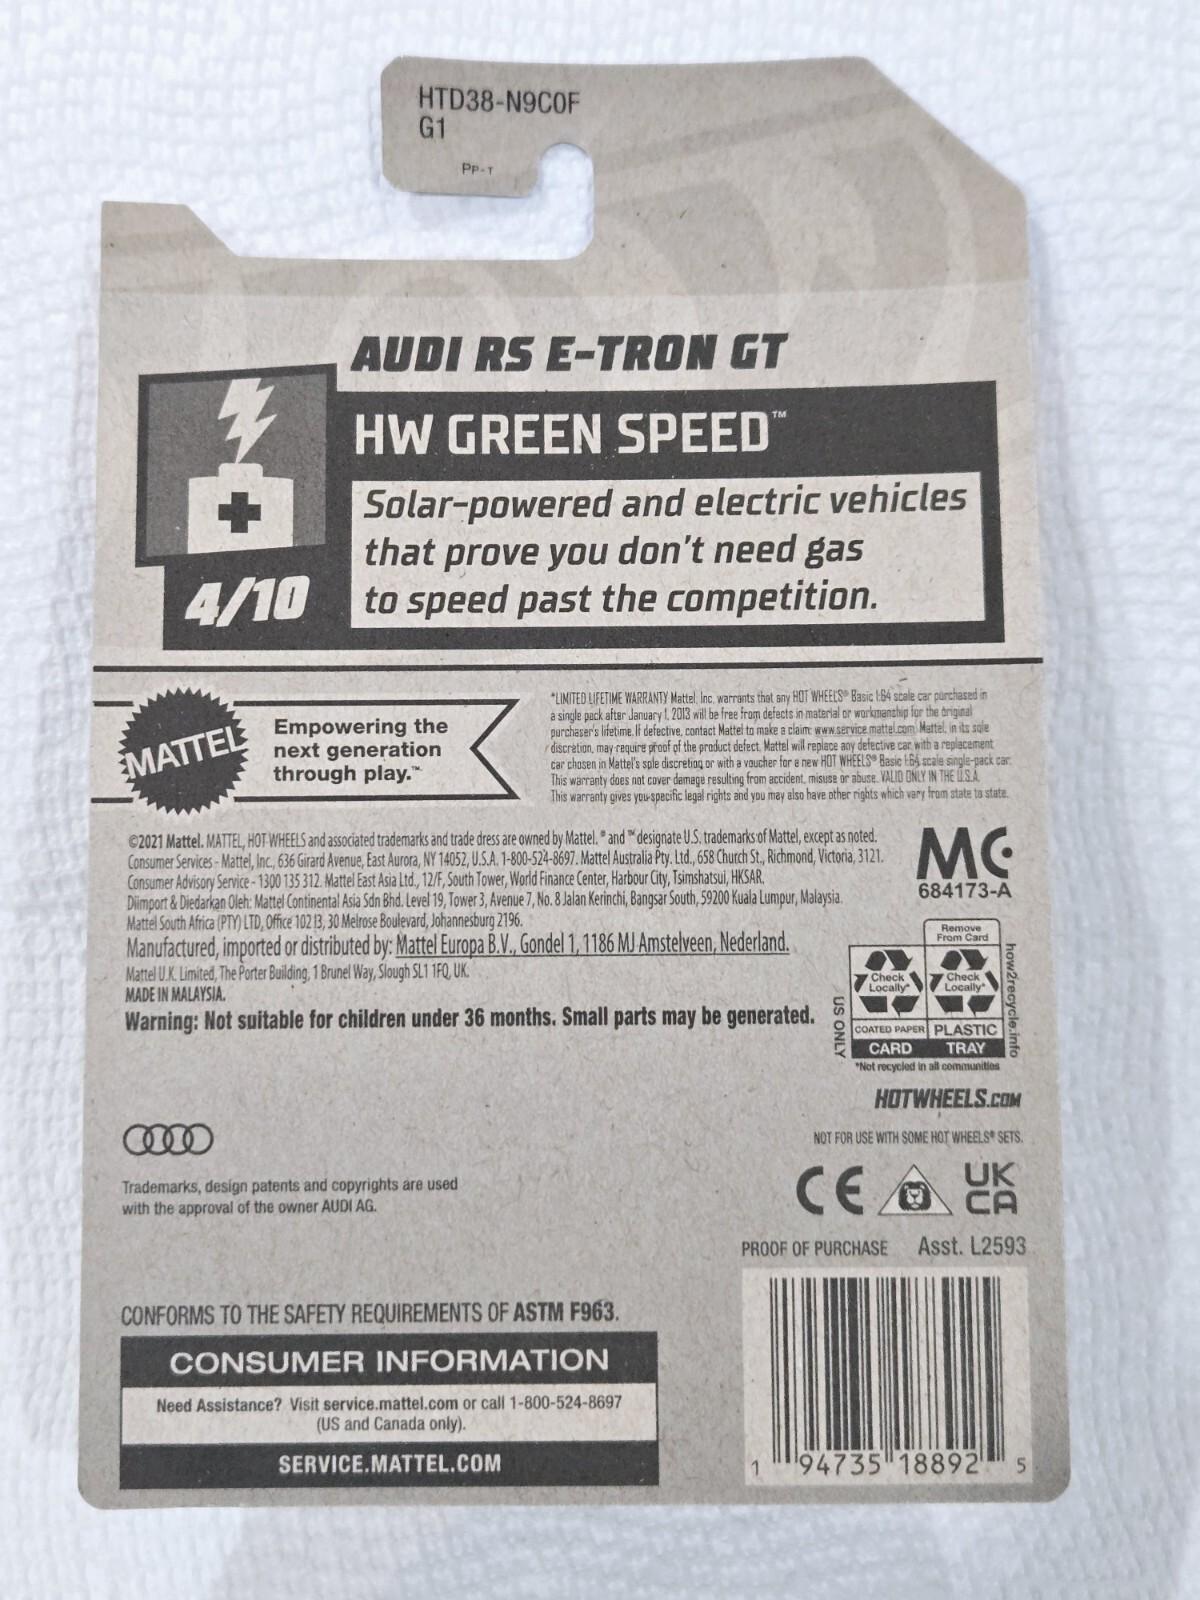 HTD38-N9C0F
G1
PP-T
AUDI RS E-TRON GT
HW GREEN SPEED™
Solar-powered and electric vehicles
that prove you don't need gas
to speed past the competition.
4/10
MATTEL
Empowering the
next generation
through play.™
*LIMITED LIFETIME WARRANTY Mattel, Inc. warrants that any HOT WHEELS® Basic 1:64 scale car purchased in
a single pack after January 1, 2013 will be free from defects in material or workmanship for the original
purchaser's lifetime. If defective, contact Mattel to make a claim: www.service.mattel.com. Mattel, in its sole
discretion, may require proof of the product defect. Mattel will replace any defective car with a replacement
car chosen in Mattel's sole discretion or with a voucher for a new HOT WHEELS® Basic 1:64 scale single-pack car.
This warranty does not cover damage resulting from accident, misuse or abuse. VALID ONLY IN THE U.S.A.
This warranty gives you specific legal rights and you may also have other rights which vary from state to state.
©2021 Mattel. MATTEL, HOT WHEELS and associated trademarks and trade dress are owned by Mattel. ® and ™ designate U.S. trademarks of Mattel, except as noted.
Consumer Services - Mattel, Inc., 636 Girard Avenue, East Aurora, NY 14052, U.S.A. 1-800-524-8697. Mattel Australia Pty. Ltd., 658 Church St., Richmond, Victoria, 3121.
Consumer Advisory Service - 1300 135 312. Mattel East Asia Ltd., 12/F, South Tower, World Finance Center, Harbour City, Tsimshatsui, HKSAR.
Diimport & Diedarkan Oleh: Mattel Continental Asia Sdn Bhd. Level 19, Tower 3, Avenue 7, No. 8 Jalan Kerinchi, Bangsar South, 59200 Kuala Lumpur, Malaysia.
Mattel South Africa (PTY) LTD, Office 102 I3, 30 Melrose Boulevard, Johannesburg 2196.
Manufactured, imported or distributed by: Mattel Europa B.V., Gondel 1, 1186 MJ Amstelveen, Nederland.
Mattel U.K. Limited, The Porter Building, 1 Brunel Way, Slough SL1 1FQ, UK.
MADE IN MALAYSIA.
Warning: Not suitable for children under 36 months. Small parts may be generated.
MC
684173-A
Remove
From Card
Check
Locally*
Check
Locally*
COATED PAPER
PLASTIC
CARD
TRAY
US ONLY
how2recycle.info
*Not recycled in all communities
HOTWHEELS.COM
NOT FOR USE WITH SOME HOT WHEELS® SETS.
CE
UK
CA
Trademarks, design patents and copyrights are used
with the approval of the owner AUDI AG.
PROOF OF PURCHASE Asst. L2593
CONFORMS TO THE SAFETY REQUIREMENTS OF ASTM F963.
CONSUMER INFORMATION
Need Assistance? Visit service.mattel.com or call 1-800-524-8697
(US and Canada only).
SERVICE.MATTEL.COM
1 94735 18892 5